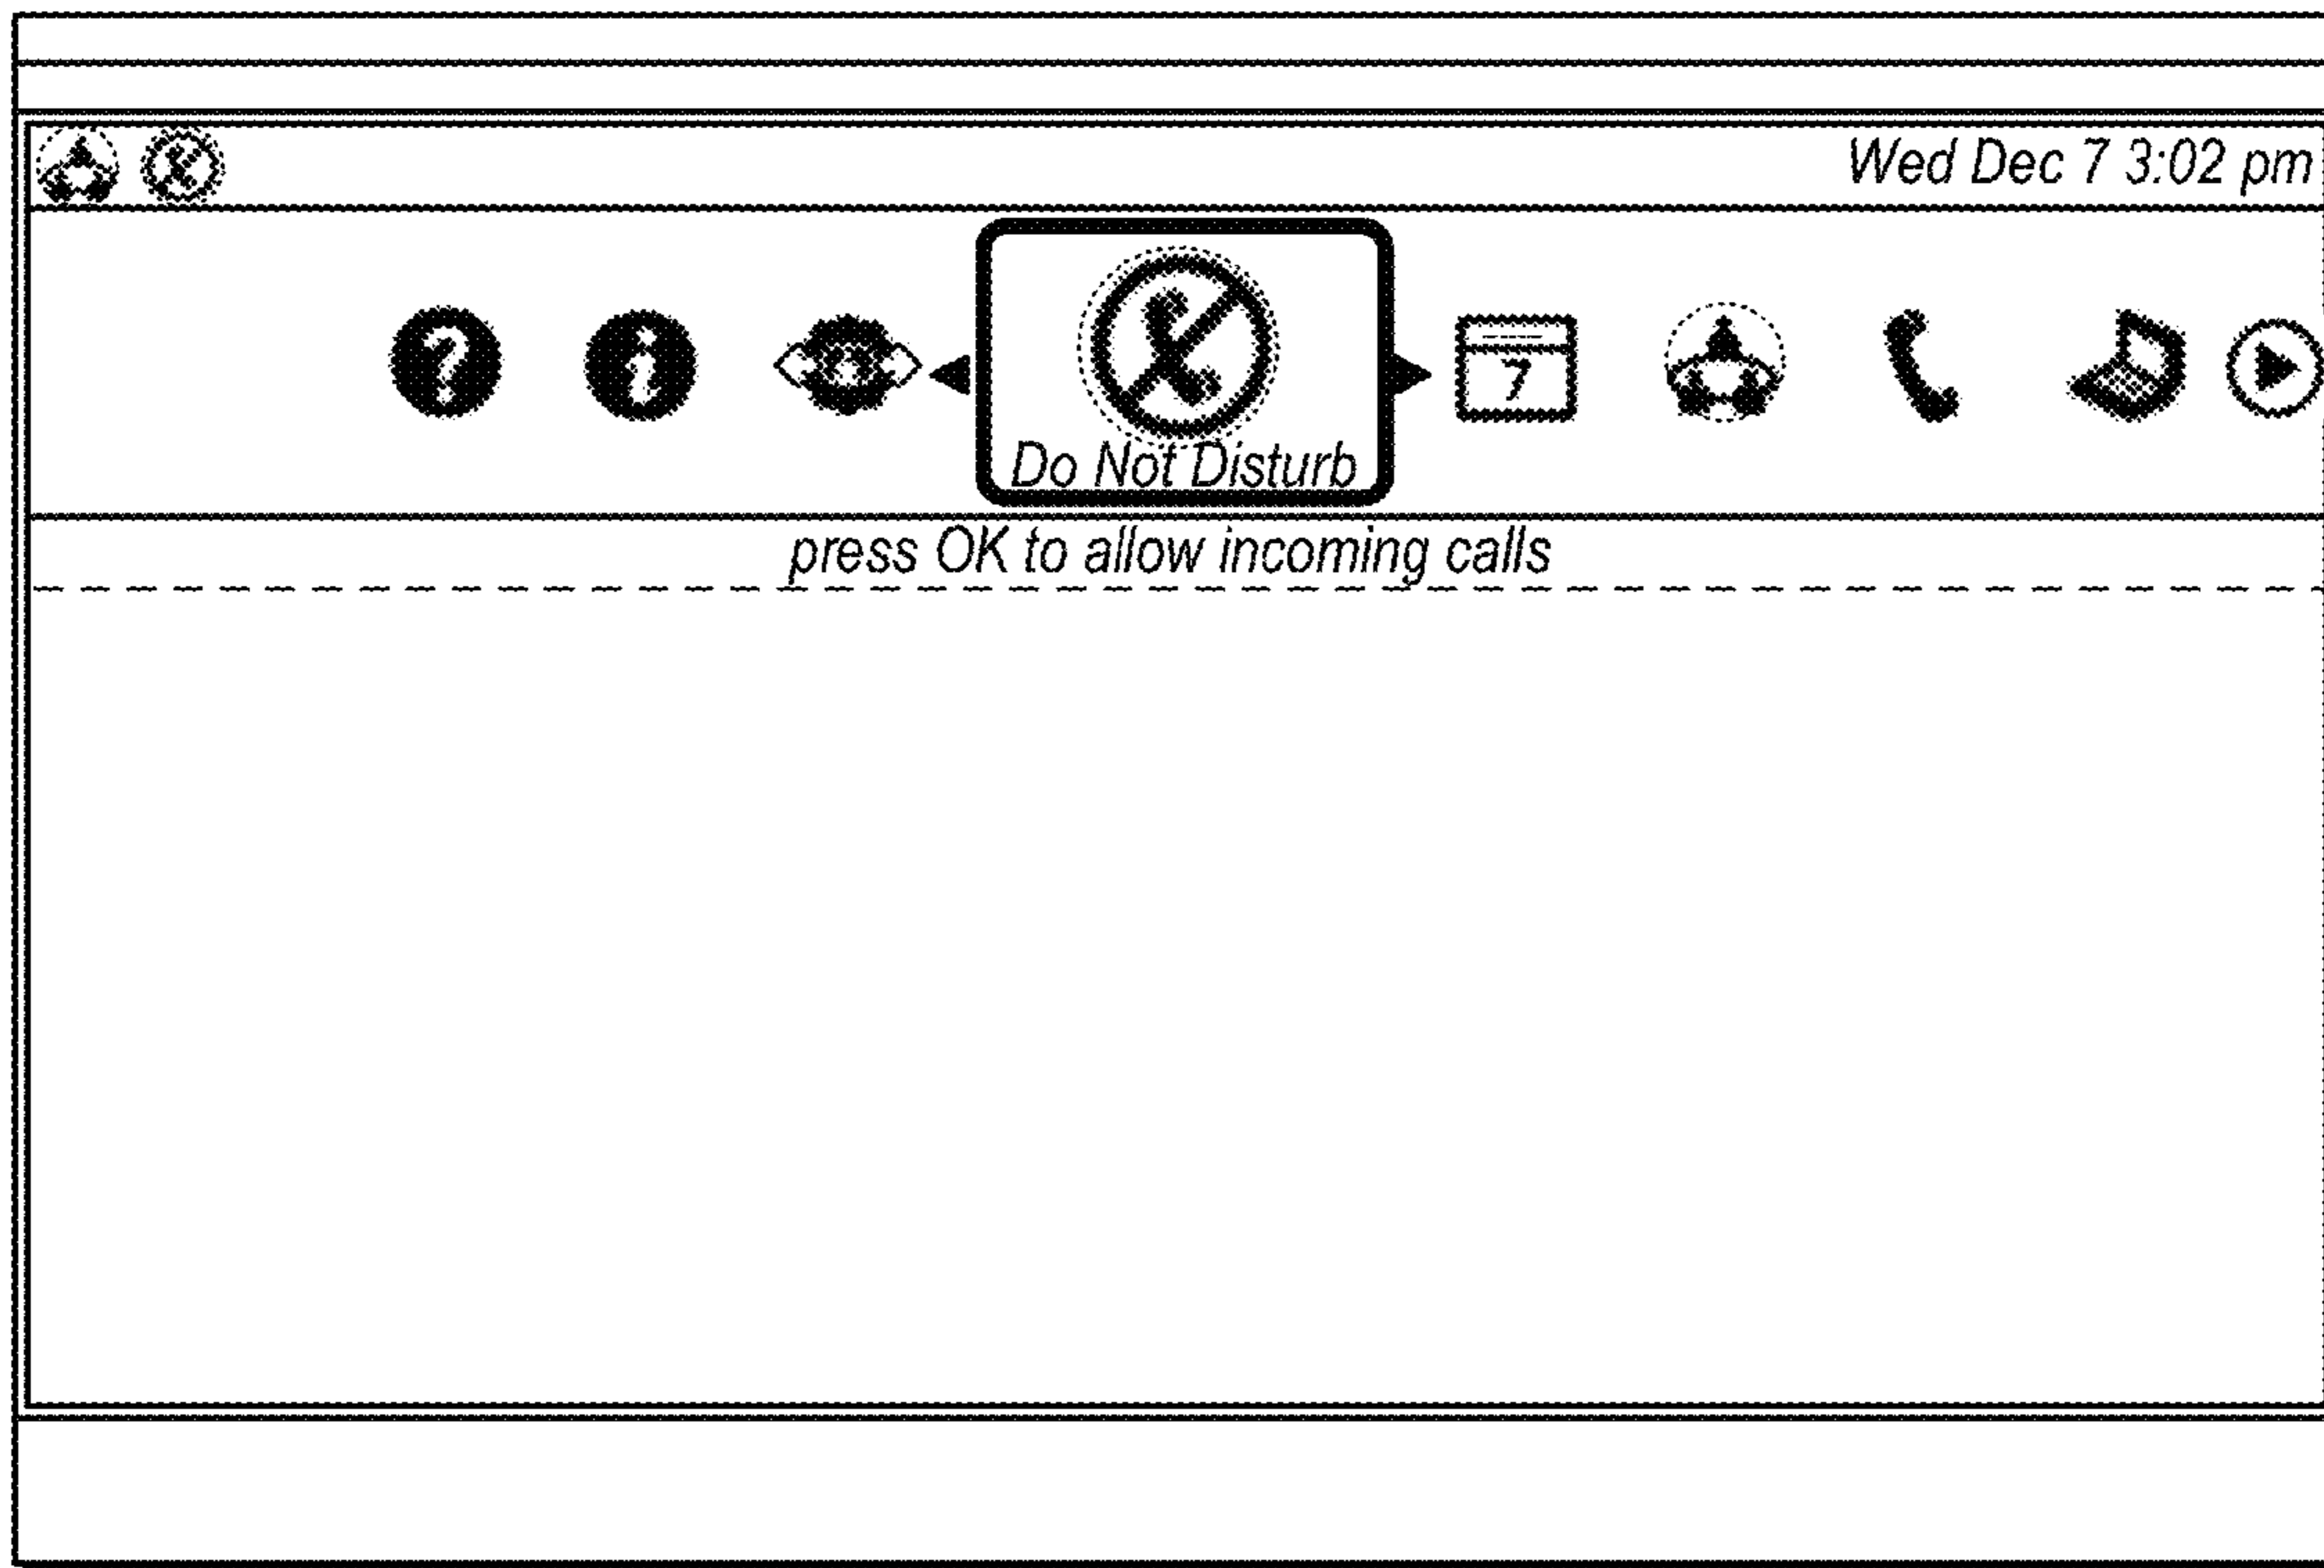 Wed Dec 7 3:02 pm
? i 7
Do Not Disturb
press OK to allow incoming calls